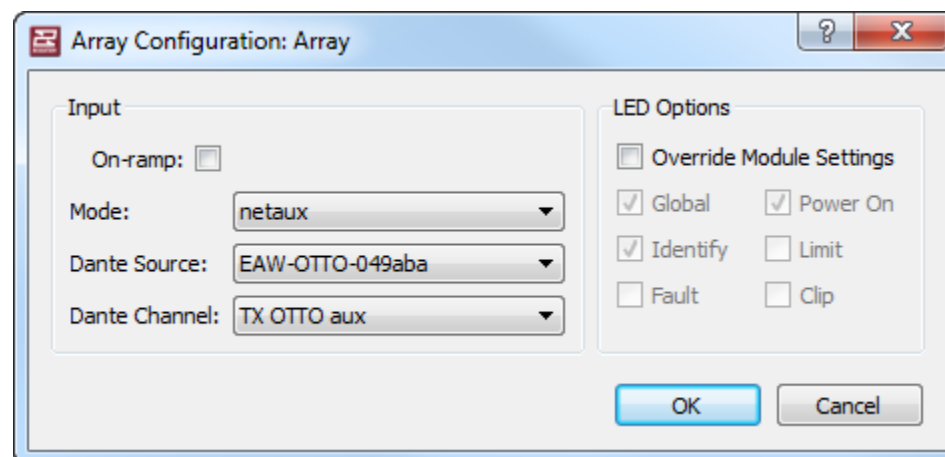 Array Configuration: Array
Input
On-ramp:
Mode: netaux
Dante Source: EAW-OTTO-049aba
Dante Channel: TX OTTO aux
LED Options
Override Module Settings
Global Power On
Identify Limit
Fault Clip
OK Cancel